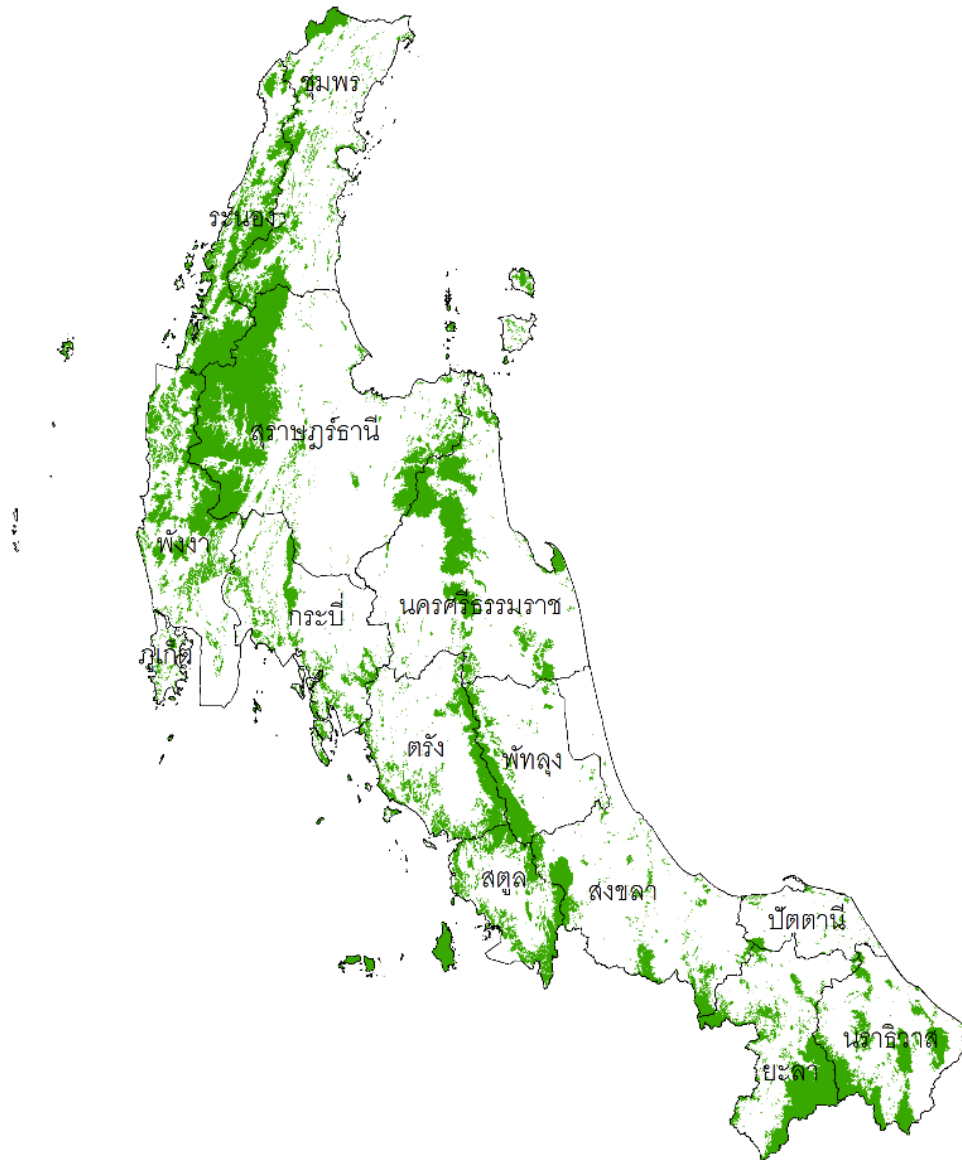 ชุมพร
ระนอง
สุราษฎร์ธานี
พังงา
นครศรีธรรมราช
กระบี่
ภูเก็ต
ตรัง
พัทลุง
สตูล
สงขลา
ปัตตานี
นราธิวาส
ยะลา